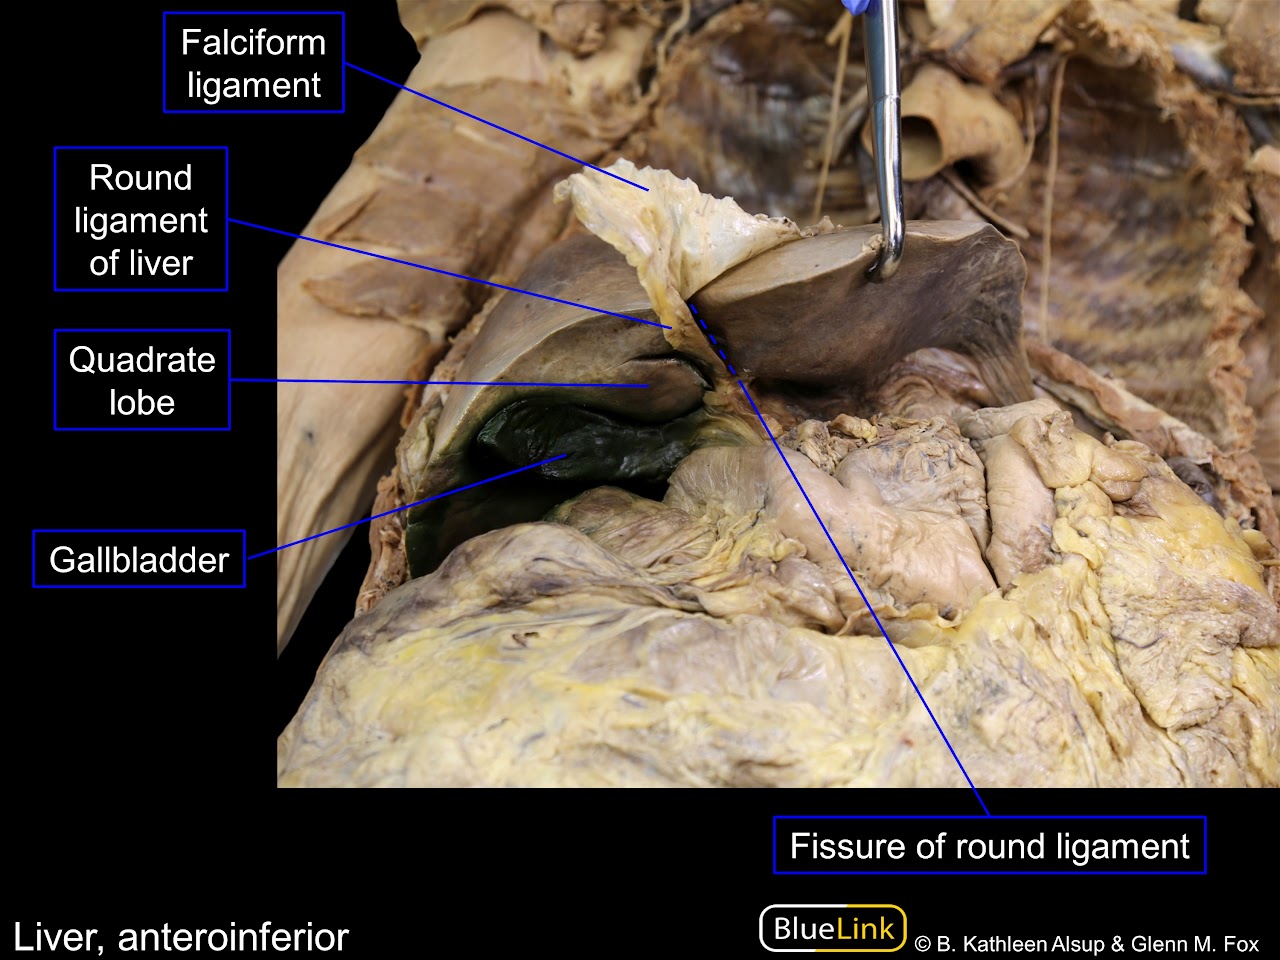 Falciform
ligament
Round
ligament
of liver
Quadrate
lobe
Gallbladder
Fissure of round ligament
Liver, anteroinferior
BlueLink
© B. Kathleen Alsup & Glenn M. Fox